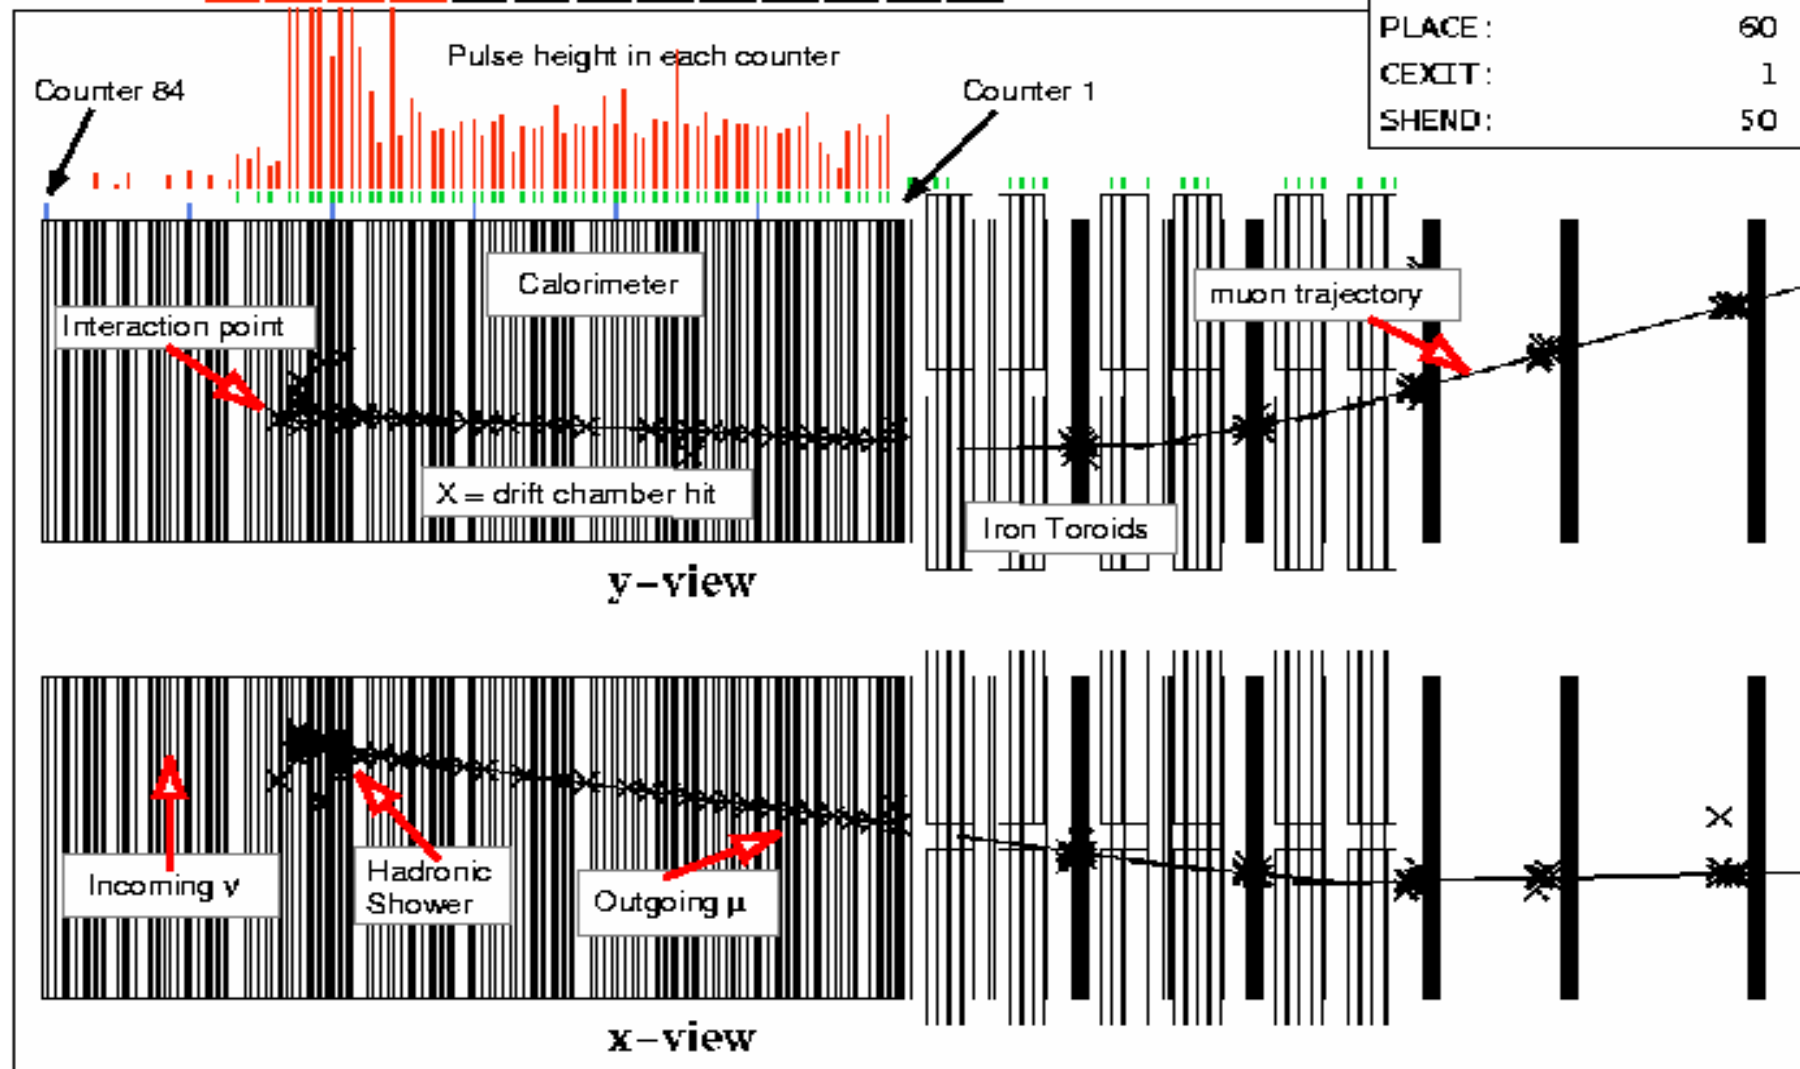 PLACE: 60
CEXIT: 1
SHEND: 50
Pulse height in each counter
Counter 84
Counter 1
Calorimeter
muon trajectory
Interaction point
X = drift chamber hit
Iron Toroids
y-view
Incoming ν
Hadronic
Shower
Outgoing μ
x-view